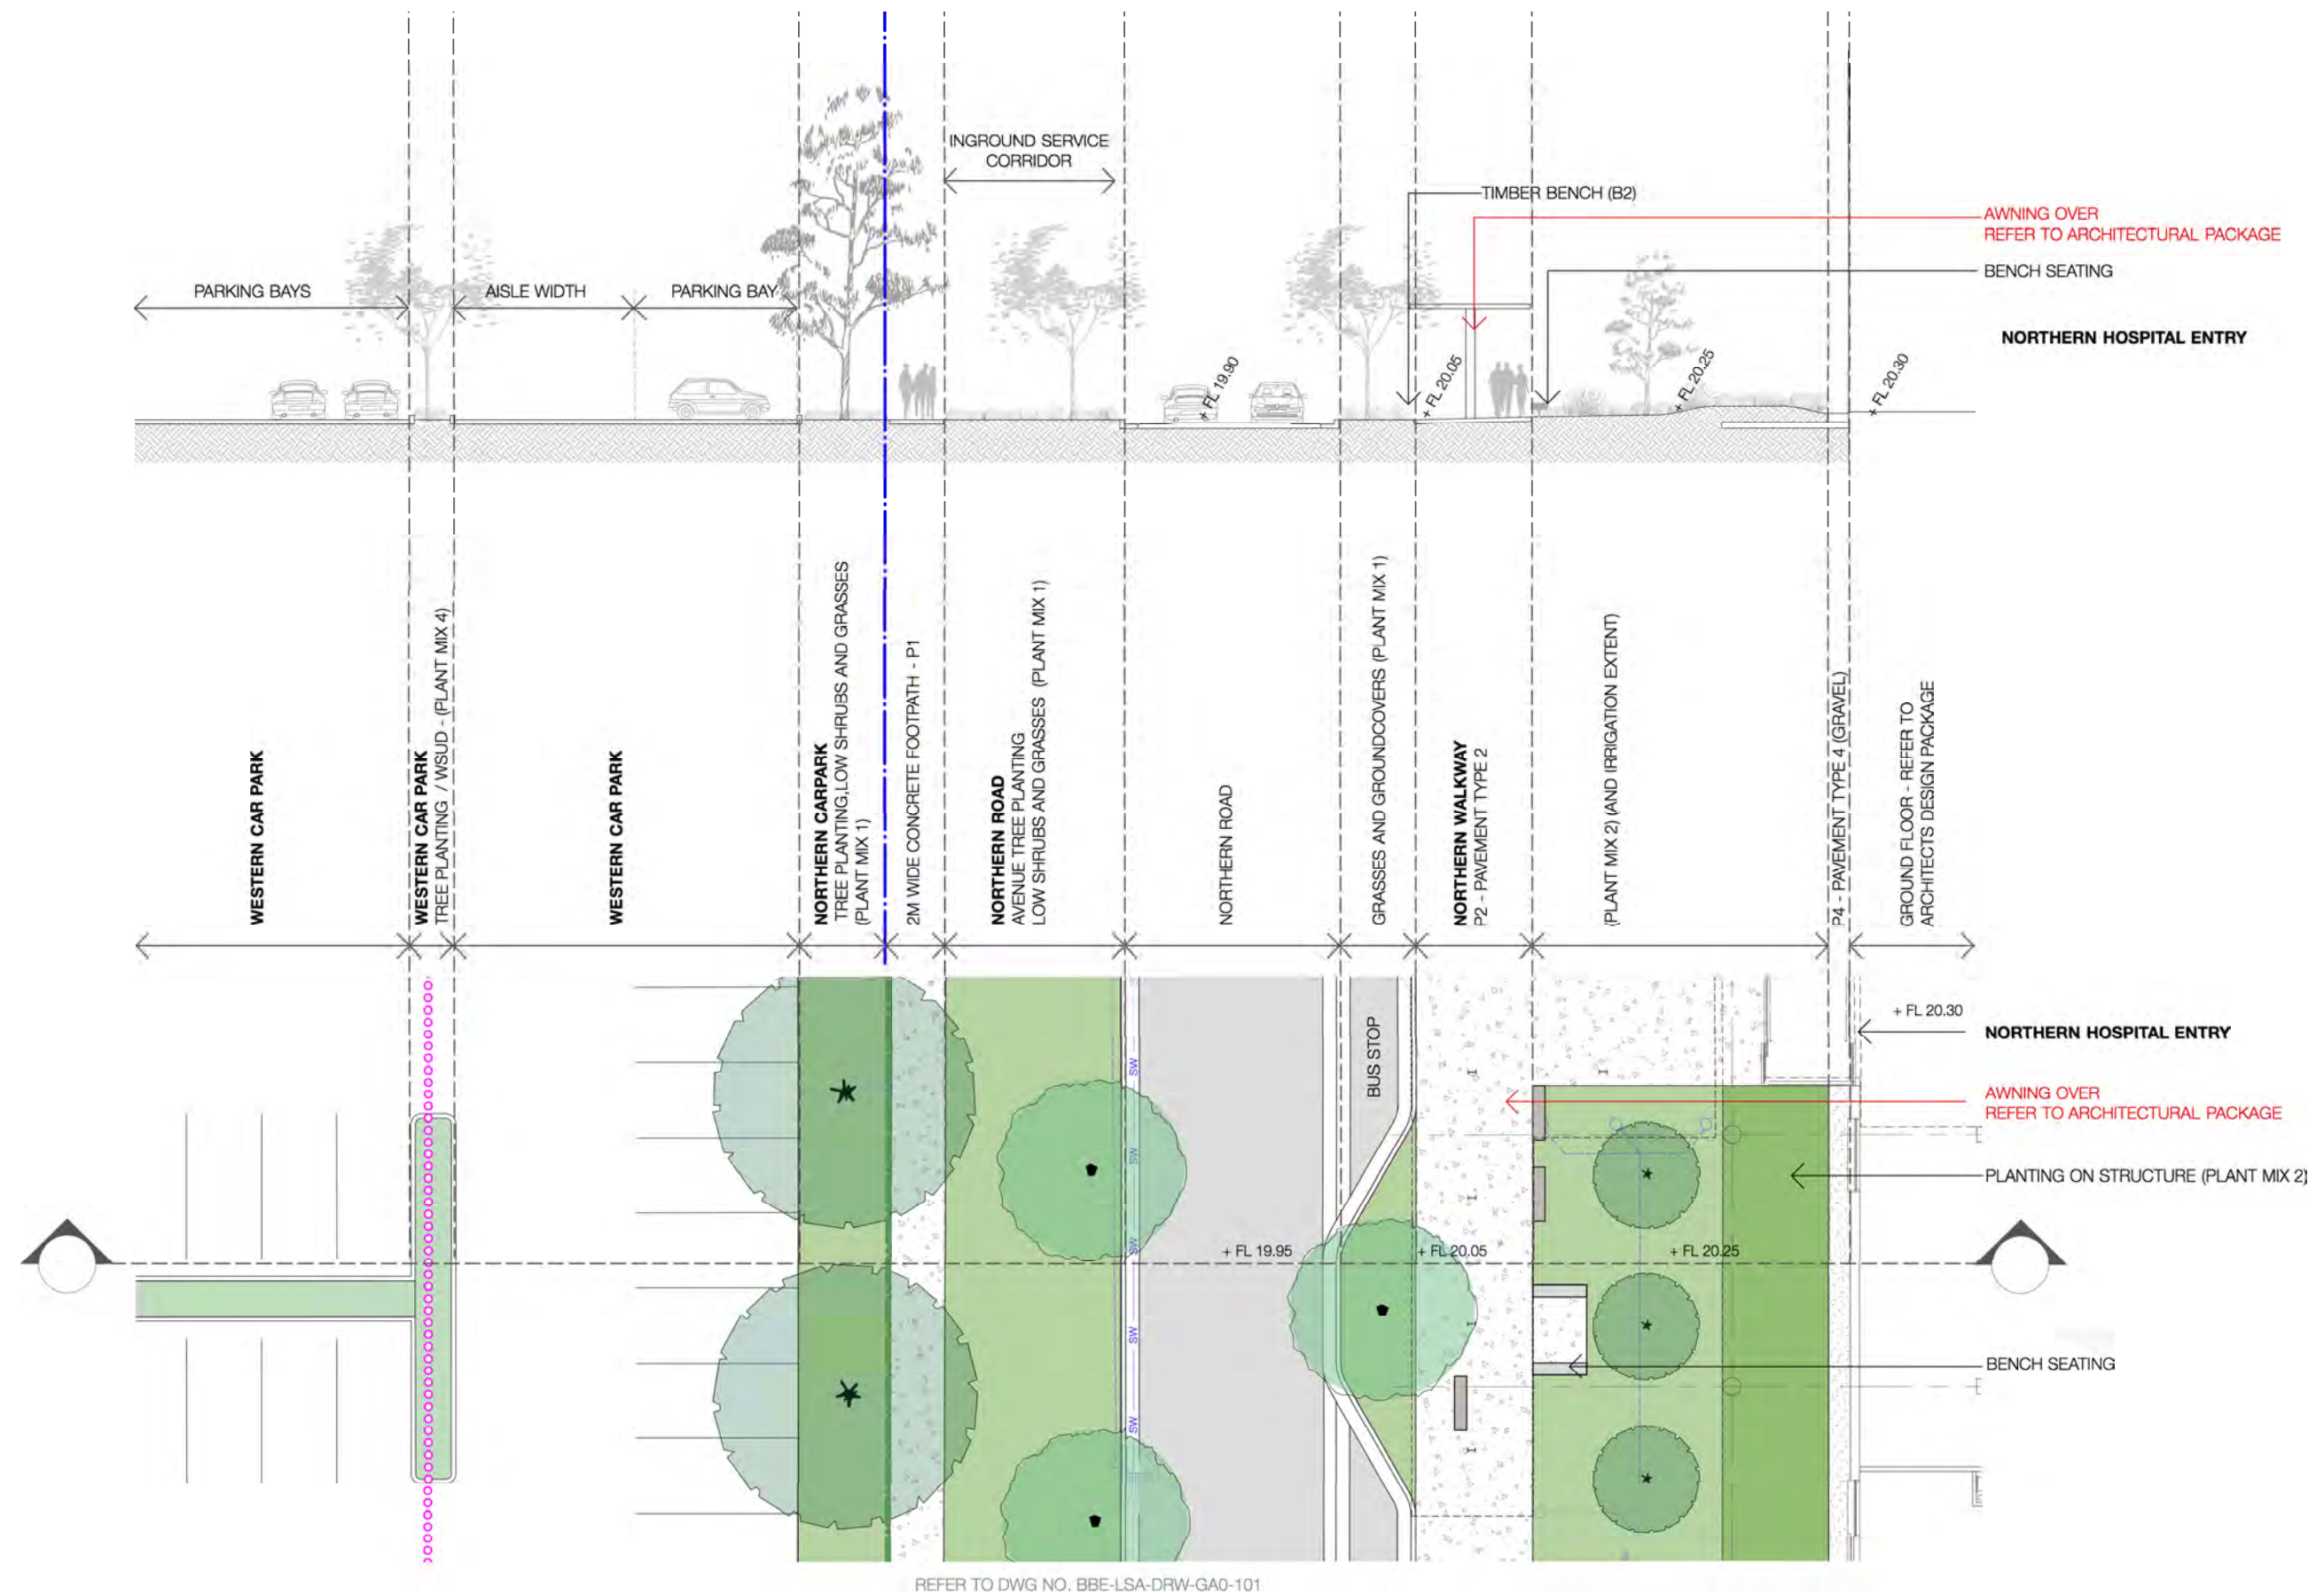 INGROUND SERVICE
CORRIDOR
TIMBER BENCH (B2)
AWNING OVER
REFER TO ARCHITECTURAL PACKAGE
BENCH SEATING
PARKING BAYS
AISLE WIDTH
PARKING BAY
NORTHERN HOSPITAL ENTRY
+ FL 19.90
+ FL 20.05
+ FL 20.25
+ FL 20.30
WESTERN CAR PARK
WESTERN CAR PARK
TREE PLANTING / WSUD - (PLANT MIX 4)
WESTERN CAR PARK
NORTHERN CARPARK
TREE PLANTING,LOW SHRUBS AND GRASSES
(PLANT MIX 1)
2M WIDE CONCRETE FOOTPATH - P1
NORTHERN ROAD
AVENUE TREE PLANTING
LOW SHRUBS AND GRASSES (PLANT MIX 1)
NORTHERN ROAD
GRASSES AND GROUNDCOVERS (PLANT MIX 1)
NORTHERN WALKWAY
P2 - PAVEMENT TYPE 2
(PLANT MIX 2) (AND IRRIGATION EXTENT)
P4 - PAVEMENT TYPE 4 (GRAVEL)
GROUND FLOOR - REFER TO
ARCHITECTS DESIGN PACKAGE
+ FL 20.30
NORTHERN HOSPITAL ENTRY
BUS STOP
SW
AWNING OVER
REFER TO ARCHITECTURAL PACKAGE
SW
PLANTING ON STRUCTURE (PLANT MIX 2)
SW
+ FL 19.95
+ FL 20.05
+ FL 20.25
SW
BENCH SEATING
SW
REFER TO DWG NO. BBE-LSA-DRW-GA0-101